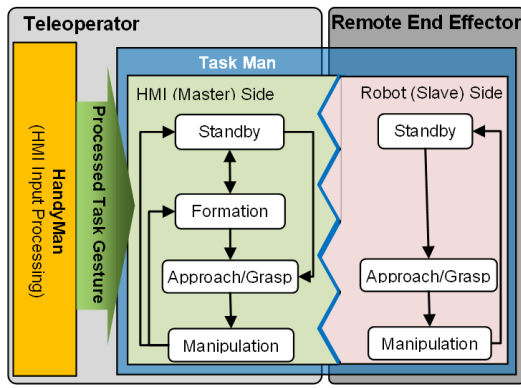 Teleoperator
Remote End Effector
Task Man
HandyMan
(HMI Input Processing)
Processed Task Gesture
HMI (Master) Side
Standby
Formation
Approach/Grasp
Manipulation
Robot (Slave) Side
Standby
Approach/Grasp
Manipulation